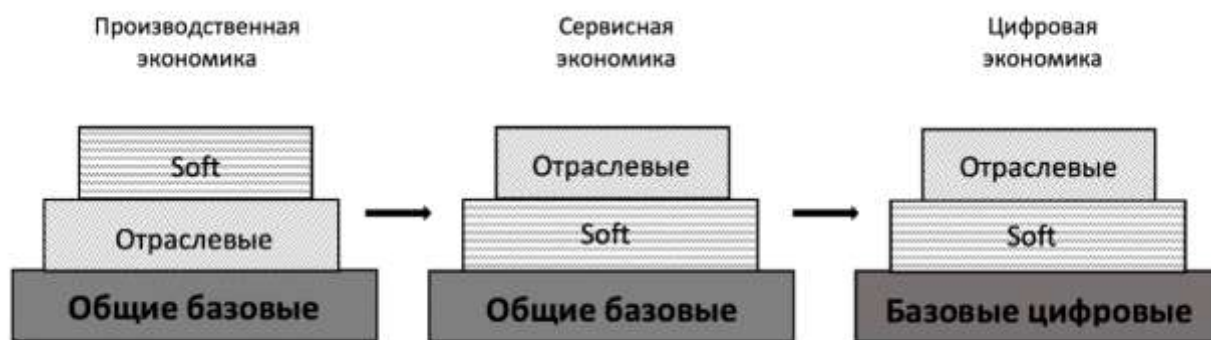 Производственная
экономика
Сервисная
экономика
Цифровая
экономика
Soft
Отраслевые
Общие базовые
Отраслевые
Soft
Общие базовые
Отраслевые
Soft
Базовые цифровые